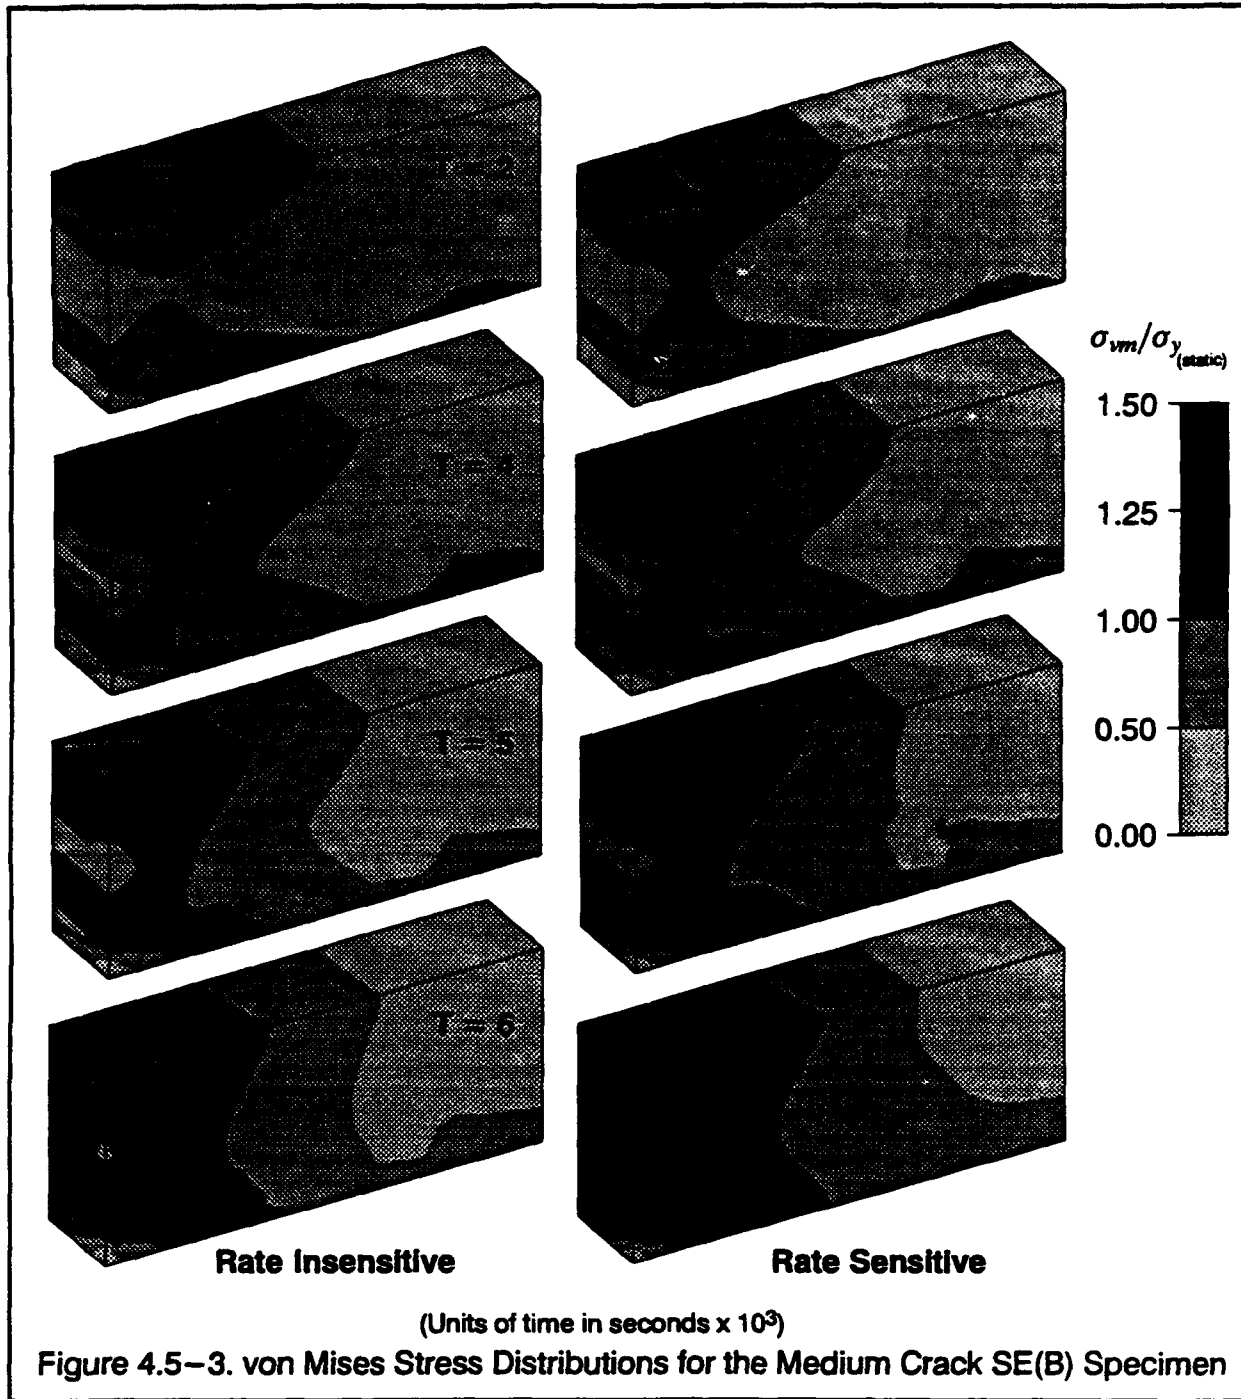 T = 2
σvm/σy(static)
1.50
1.25
1.00
0.50
0.00
T = 5
T = 6
Rate Insensitive
Rate Sensitive
(Units of time in seconds x 10³)
Figure 4.5–3. von Mises Stress Distributions for the Medium Crack SE(B) Specimen